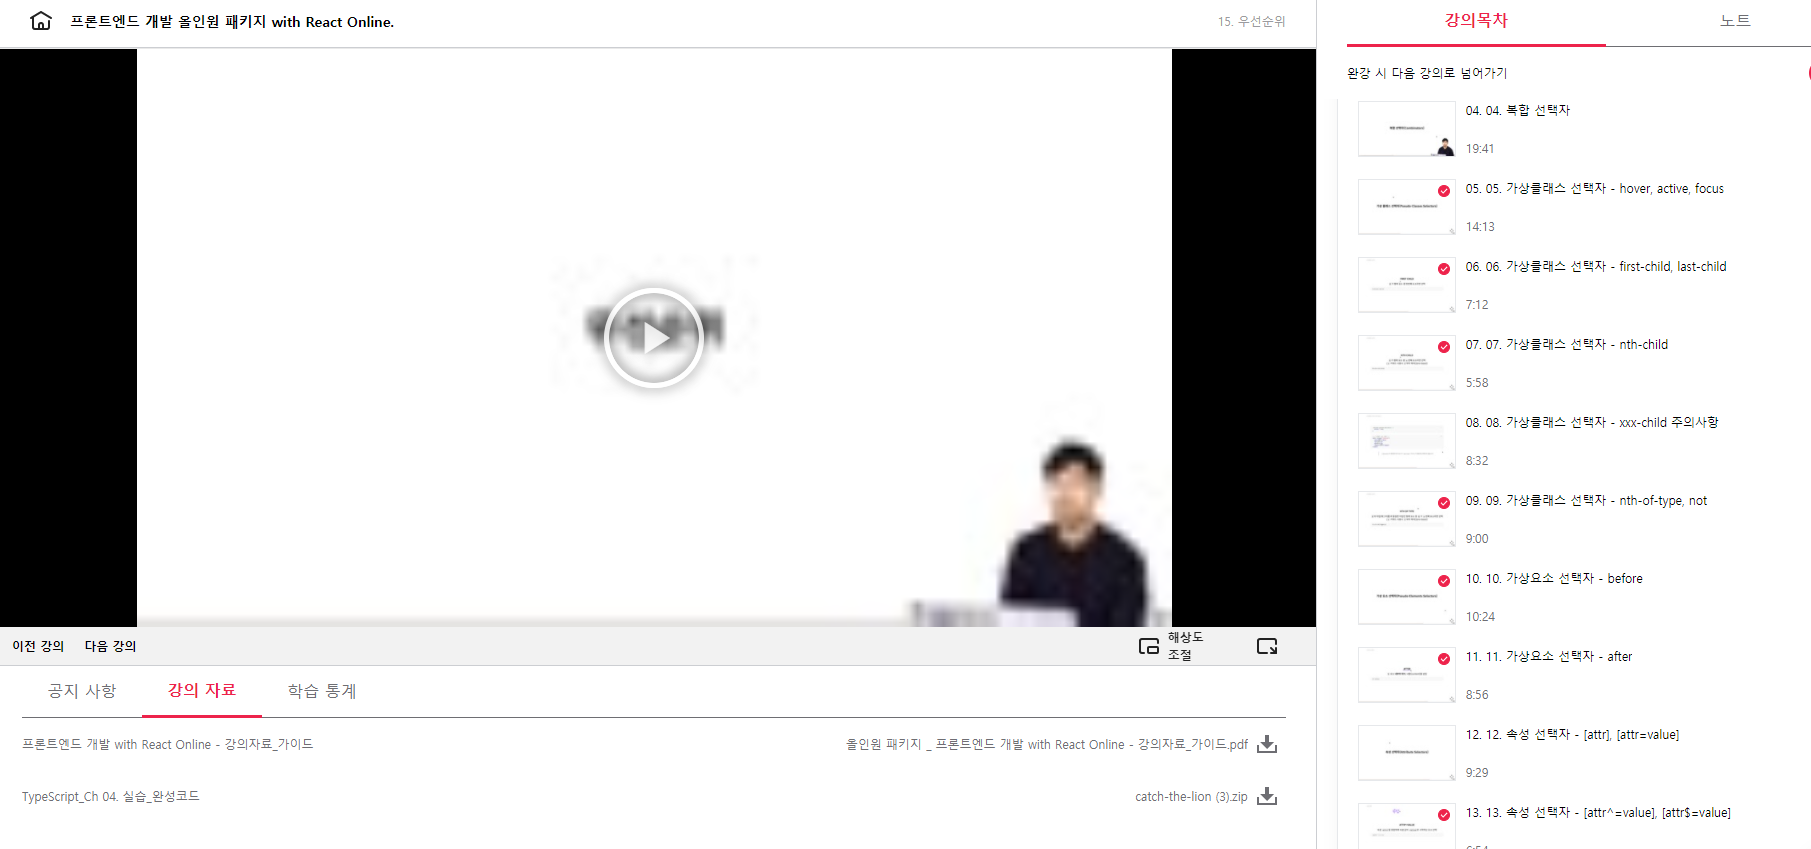 프론트엔드 개발 올인원 패키지 with React Online.
15. 우선순위
이전 강의
다음 강의
해상도
조절
공지 사항
강의 자료
학습 통계
프론트엔드 개발 with React Online - 강의자료_가이드
올인원 패키지 _ 프론트엔드 개발 with React Online - 강의자료_가이드.pdf
TypeScript_Ch 04. 실습_완성코드
catch-the-lion (3).zip
강의목차
노트
완강 시 다음 강의로 넘어가기
04. 04. 복합 선택자
19:41
05. 05. 가상클래스 선택자 - hover, active, focus
14:13
06. 06. 가상클래스 선택자 - first-child, last-child
7:12
07. 07. 가상클래스 선택자 - nth-child
5:58
08. 08. 가상클래스 선택자 - xxx-child 주의사항
8:32
09. 09. 가상클래스 선택자 - nth-of-type, not
9:00
10. 10. 가상요소 선택자 - before
10:24
11. 11. 가상요소 선택자 - after
8:56
12. 12. 속성 선택자 - [attr], [attr=value]
9:29
13. 13. 속성 선택자 - [attr^=value], [attr$=value]